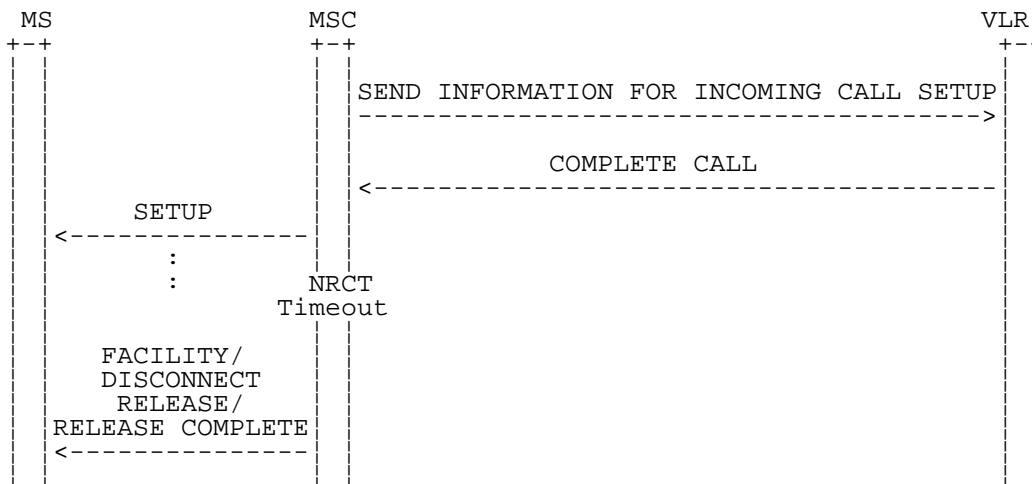 MS MSC VLR
SEND INFORMATION FOR INCOMING CALL SETUP
COMPLETE CALL
SETUP
:
: NRCT
Timeout
FACILITY/
DISCONNECT
RELEASE/
RELEASE COMPLETE